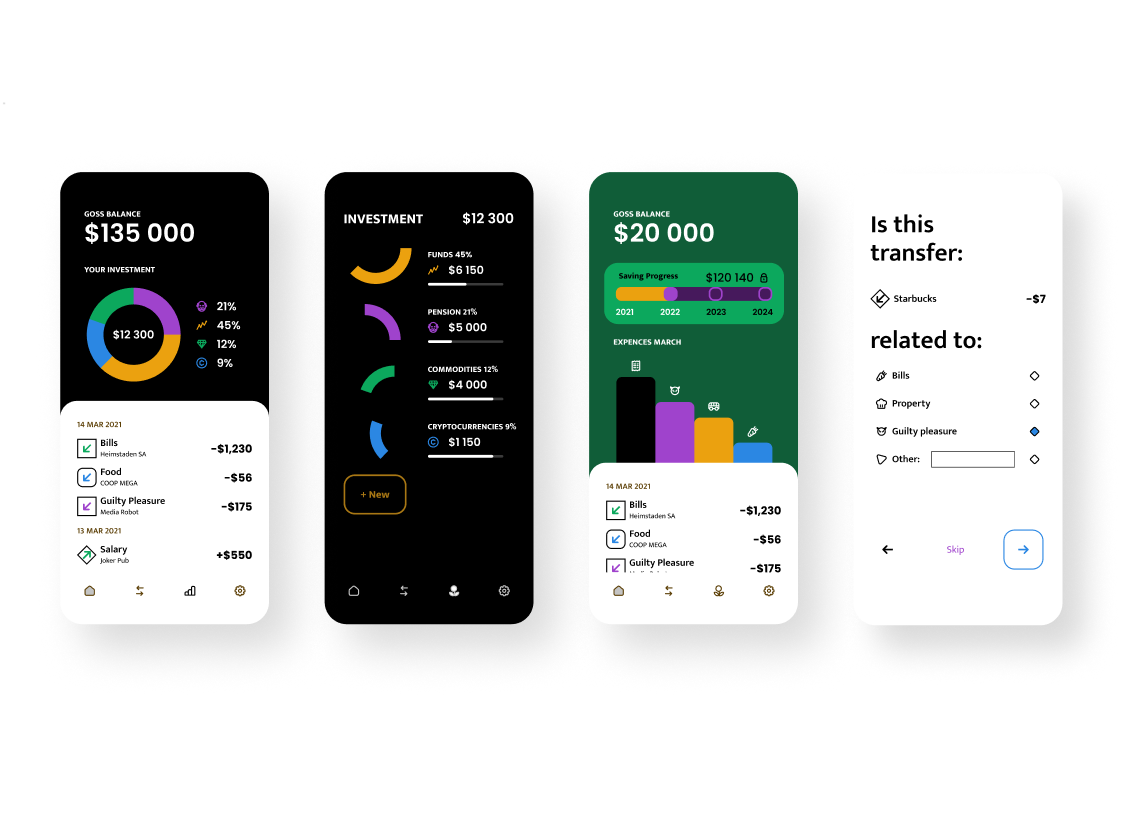 GOSS BALANCE
$135 000
YOUR INVESTMENT
$12 300
21%
45%
12%
9%
14 MAR 2021
Bills
Heimstaden SA
-$1,230
Food
COOP MEGA
-$56
Guilty Pleasure
Media Robot
-$175
13 MAR 2021
Salary
Joker Pub
+$550
INVESTMENT $12 300
FUNDS 45%
$6 150
PENSION 21%
$5 000
COMMODITIES 12%
$4 000
CRYPTOCURRENCIES 9%
$1 150
+ New
GOSS BALANCE
$20 000
Saving Progress $120 140
2021 2022 2023 2024
EXPENCES MARCH
14 MAR 2021
Bills
Heimstaden SA
-$1,230
Food
COOP MEGA
-$56
Guilty Pleasure
-$175
Is this
transfer:
Starbucks -$7
related to:
Bills
Property
Guilty pleasure
Other:
Skip